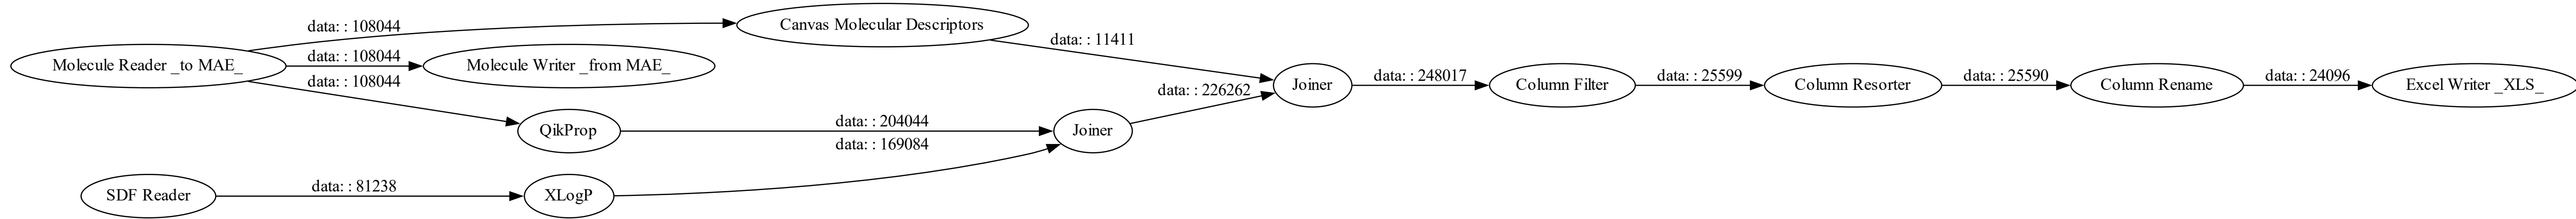 data: : 108044
Canvas Molecular Descriptors
Molecule Reader _to MAE_
data: : 108044
Molecule Writer _from MAE_
data: : 108044
data: : 11411
QikProp
data: : 204044
SDF Reader
data: : 81238
XLogP
data: : 169084
Joiner
data: : 226262
Joiner
data: : 248017
Column Filter
data: : 25599
Column Resorter
data: : 25590
Column Rename
data: : 24096
Excel Writer _XLS_